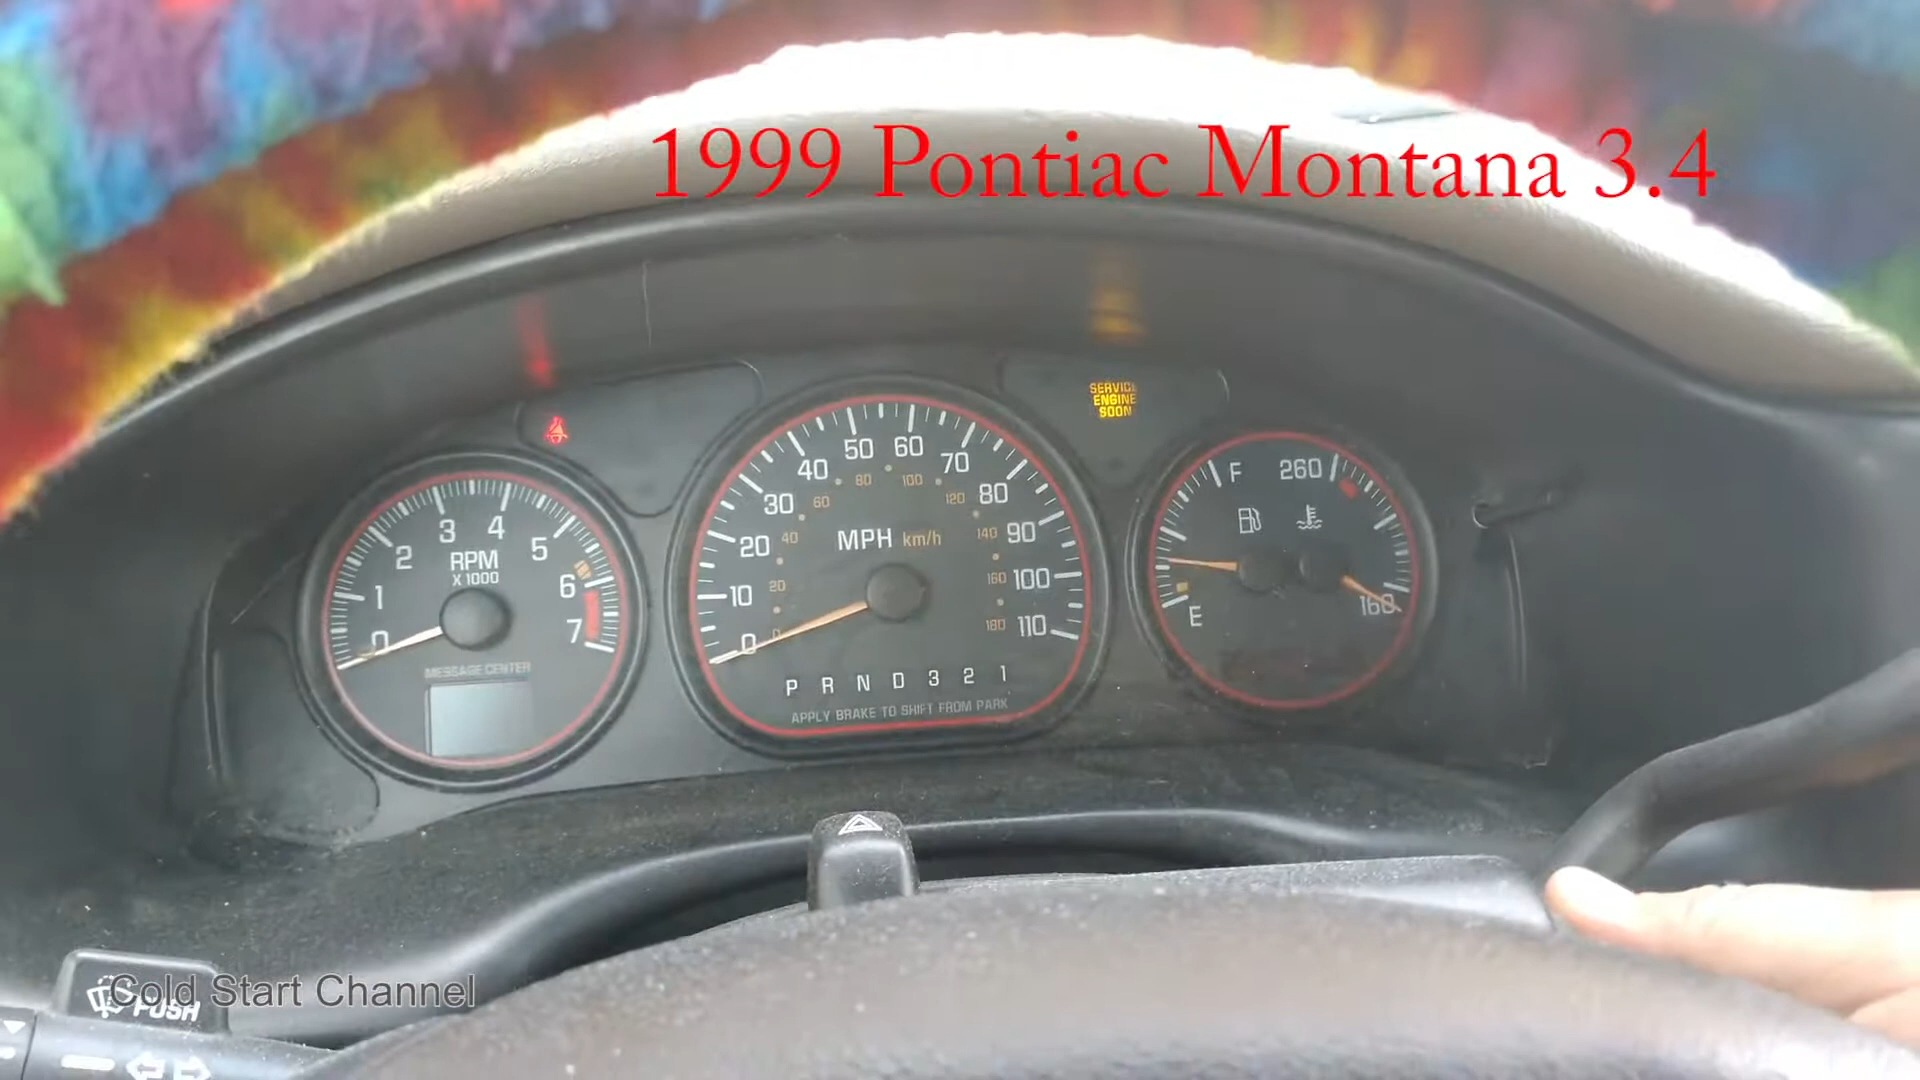 1999 Pontiac Montana 3.4
SERVICE
ENGINE
SOON
0 1 2 3 4 5 6 7
RPM
X 1000
MESSAGE CENTER
0 10 20 30 40 50 60 70 80 90 100 110
0 20 40 60 80 100 120 140 160 180
MPH km/h
P R N D 3 2 1
APPLY BRAKE TO SHIFT FROM PARK
F 260
E 160
PUSH
Cold Start Channel